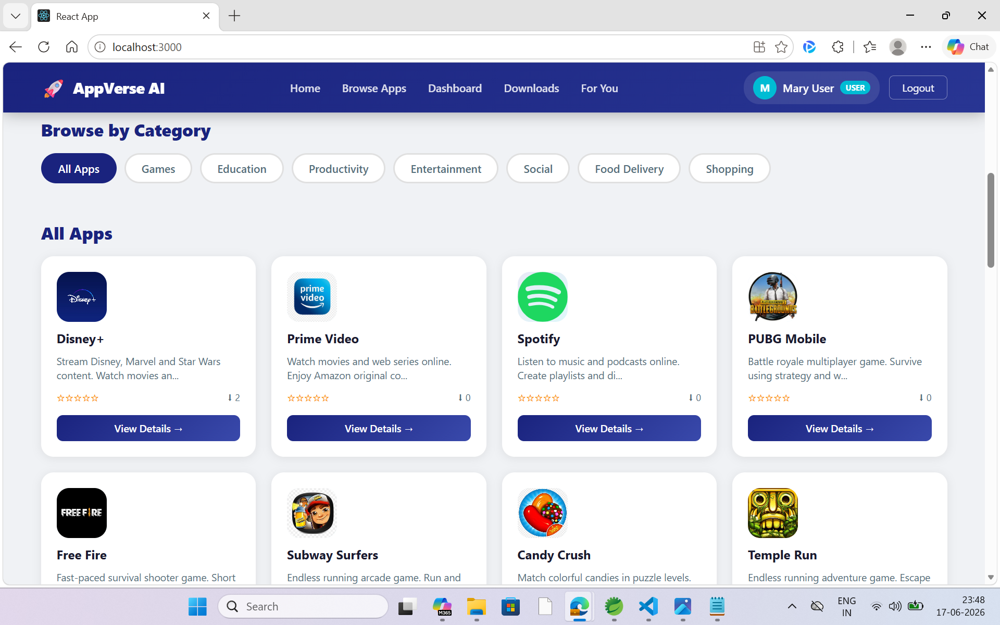 React App
localhost:3000
Chat
AppVerse AI
Home
Browse Apps
Dashboard
Downloads
For You
M
Mary User
USER
Logout
Browse by Category
All Apps
Games
Education
Productivity
Entertainment
Social
Food Delivery
Shopping
All Apps
Disney+
Disney+
Stream Disney, Marvel and Star Wars
content. Watch movies an...
☆☆☆☆☆
⬇ 2
View Details →
prime
video
Prime Video
Watch movies and web series online.
Enjoy Amazon original co...
☆☆☆☆☆
⬇ 0
View Details →
Spotify
Listen to music and podcasts online.
Create playlists and di...
☆☆☆☆☆
⬇ 0
View Details →
PLAYERUNKNOWN'S
BATTLEGROUNDS
PUBG Mobile
Battle royale multiplayer game. Survive
using strategy and w...
☆☆☆☆☆
⬇ 0
View Details →
FREE FIRE
Free Fire
Fast-paced survival shooter game. Short
Subway Surfers
Endless running arcade game. Run and
King
Candy Crush
Match colorful candies in puzzle levels.
Temple Run
Endless running adventure game. Escape
Search
M365
ENG
IN
23:48
17-06-2026